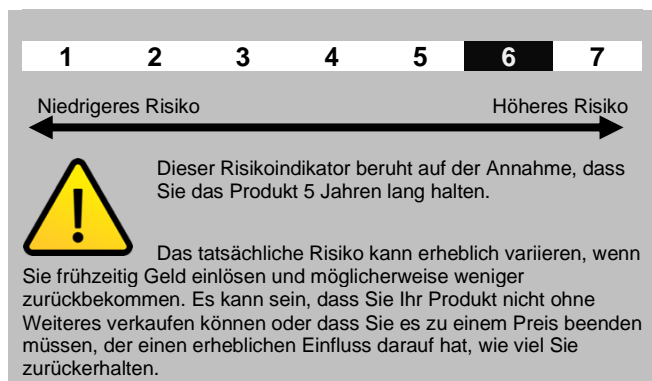 1 2 3 4 5 6 7
Niedrigeres Risiko Höheres Risiko
Dieser Risikoindikator beruht auf der Annahme, dass
Sie das Produkt 5 Jahren lang halten.
Das tatsächliche Risiko kann erheblich variieren, wenn
Sie frühzeitig Geld einlösen und möglicherweise weniger
zurückbekommen. Es kann sein, dass Sie Ihr Produkt nicht ohne
Weiteres verkaufen können oder dass Sie es zu einem Preis beenden
müssen, der einen erheblichen Einfluss darauf hat, wie viel Sie
zurückerhalten.